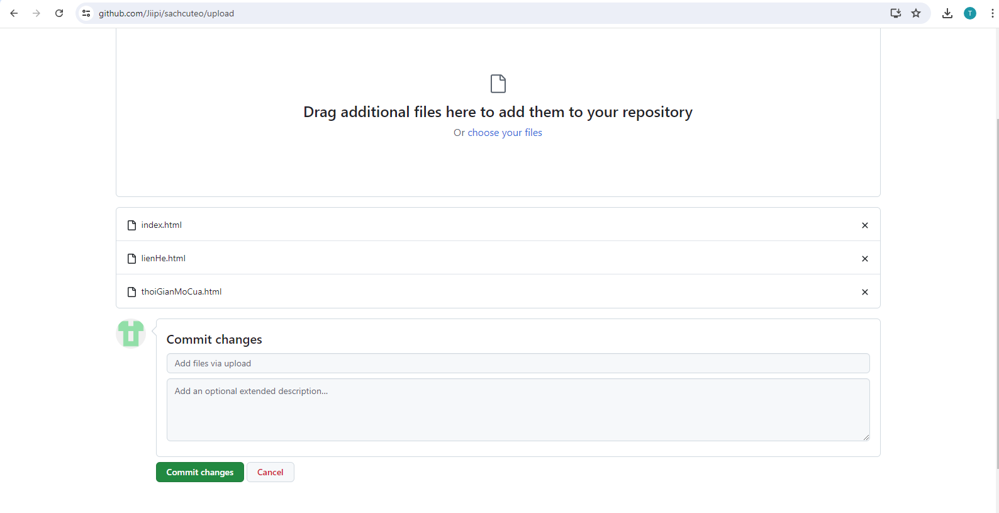 github.com/Jiipi/sachcuteo/upload
T
Drag additional files here to add them to your repository
Or choose your files
index.html
lienHe.html
thoiGianMoCua.html
Commit changes
Add files via upload
Add an optional extended description...
Commit changes
Cancel